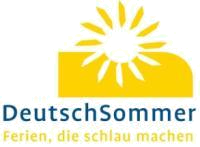 DeutschSommer
Ferien, die schlau machen